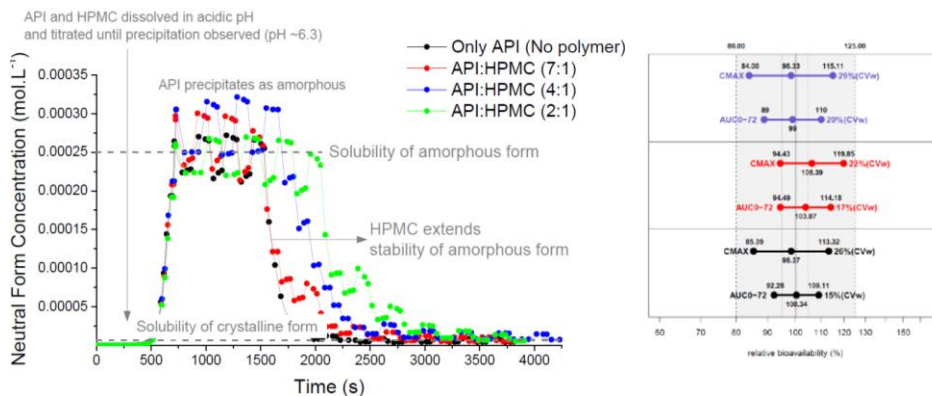 API and HPMC dissolved in acidic pH
and titrated until precipitation observed (pH ~6.3)
Only API (No polymer)
API:HPMC (7:1)
API:HPMC (4:1)
API:HPMC (2:1)
API precipitates as amorphous
Solubility of amorphous form
HPMC extends
stability of amorphous form
Solubility of crystalline form
Neutral Form Concentration (mol.L⁻¹)
0.00035
0.00030
0.00025
0.00020
0.00015
0.00010
0.00005
0 500 1000 1500 2000 2500 3000 3500 4000
Time (s)
80.00 125.00
84.00 98.33 115.11
CMAX 29%(CVw)
89 110
AUC0-72 20%(CVw)
99
94.43 119.85
CMAX 22%(CVw)
106.39
94.49 114.18
AUC0-72 17%(CVw)
103.87
85.39 113.32
CMAX 26%(CVw)
98.37
92.28 109.11
AUC0-72 15%(CVw)
100.34
60 70 80 90 100 110 120 130 150
relative bioavailability (%)